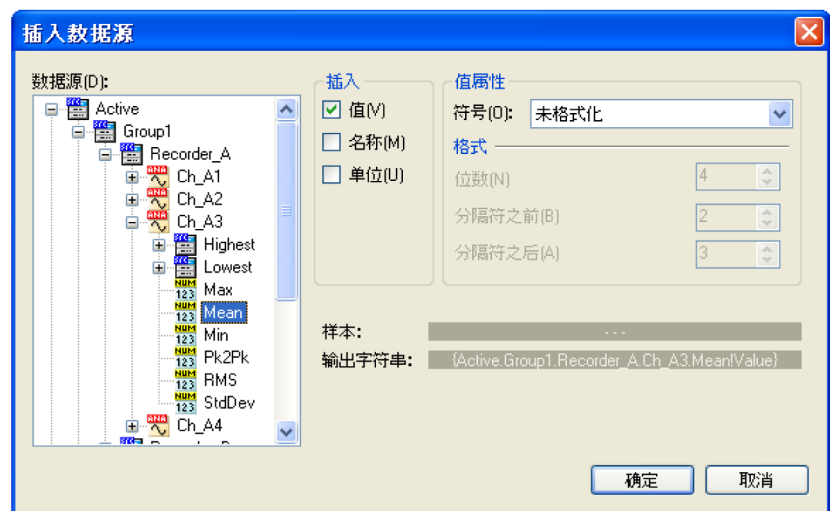 插入数据源
数据源(D):
Active
Group1
Recorder_A
Ch_A1
Ch_A2
Ch_A3
Highest
Lowest
Max
Mean
Min
Pk2Pk
RMS
StdDev
Ch_A4
插入
值(V)
名称(M)
单位(U)
值属性
符号(O): 未格式化
格式
位数(N) 4
分隔符之前(B) 2
分隔符之后(A) 3
样本: ---
输出字符串: {Active.Group1.Recorder_A.Ch_A3.Mean!Value}
确定 取消